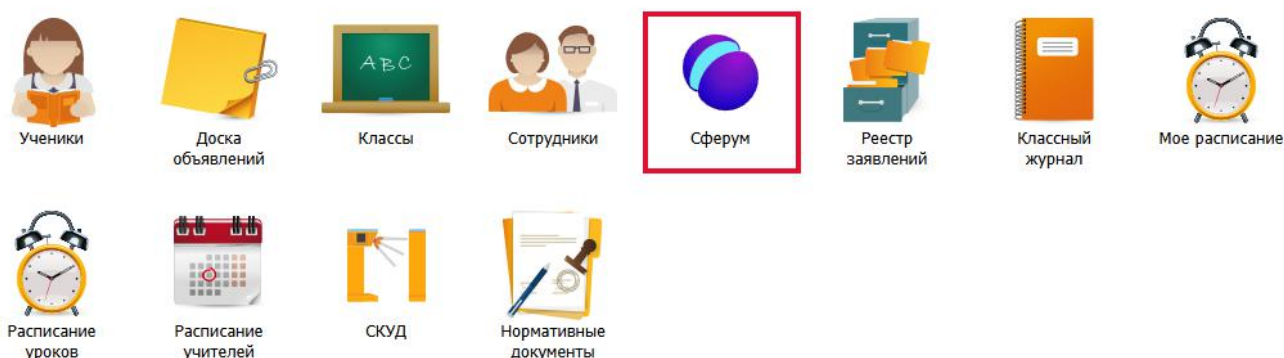 ABC
Ученики
Доска
объявлений
Классы
Сотрудники
Сферум
Реестр
заявлений
Классный
журнал
Мое расписание
Расписание
уроков
Расписание
учителей
СКУД
Нормативные
документы